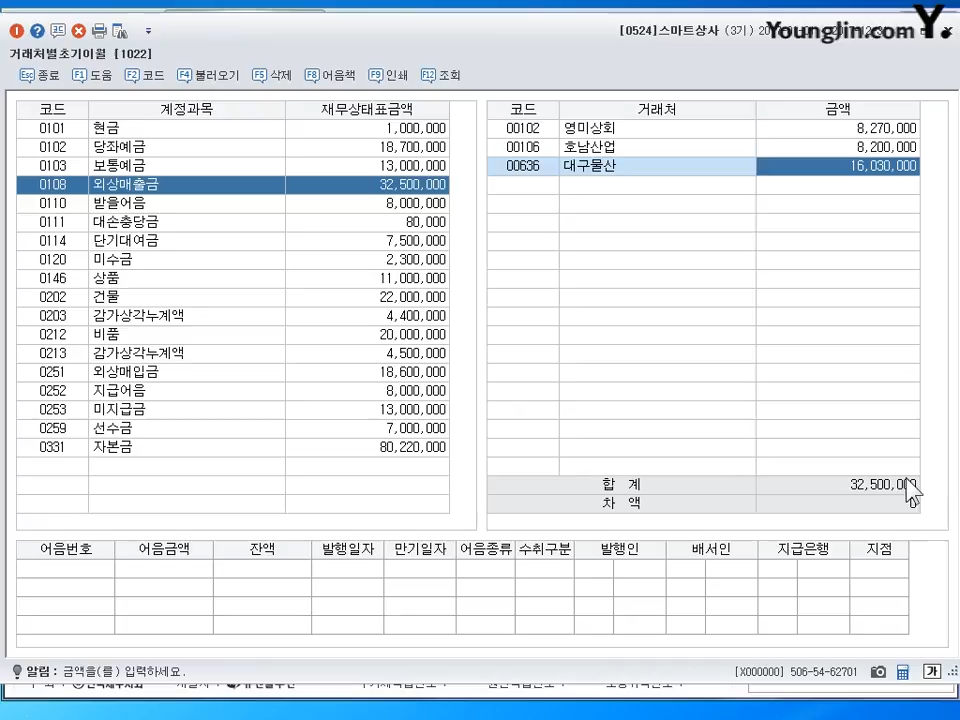 [0524]스마트상사 (3기)
Younglin.com Y.
거래처별초기이월 [1022]
Esc 종료 F1 도움 F2 코드 F4 불러오기 F5 삭제 F8 어음책 F9 인쇄 F12 조회
코드 계정과목 재무상태표금액
0101 현금 1,000,000
0102 당좌예금 18,700,000
0103 보통예금 13,000,000
0108 외상매출금 32,500,000
0110 받을어음 8,000,000
0111 대손충당금 80,000
0114 단기대여금 7,500,000
0120 미수금 2,300,000
0146 상품 11,000,000
0202 건물 22,000,000
0203 감가상각누계액 4,400,000
0212 비품 20,000,000
0213 감가상각누계액 4,500,000
0251 외상매입금 18,600,000
0252 지급어음 8,000,000
0253 미지급금 13,000,000
0259 선수금 7,000,000
0331 자본금 80,220,000
코드 거래처 금액
00102 영미상회 8,270,000
00106 호남산업 8,200,000
00636 대구물산 16,030,000
합 계 32,500,000
차 액 0
어음번호 어음금액 잔액 발행일자 만기일자 어음종류 수취구분 발행인 배서인 지급은행 지점
알림 : 금액을(를) 입력하세요.
[X000000] 506-54-62701 가